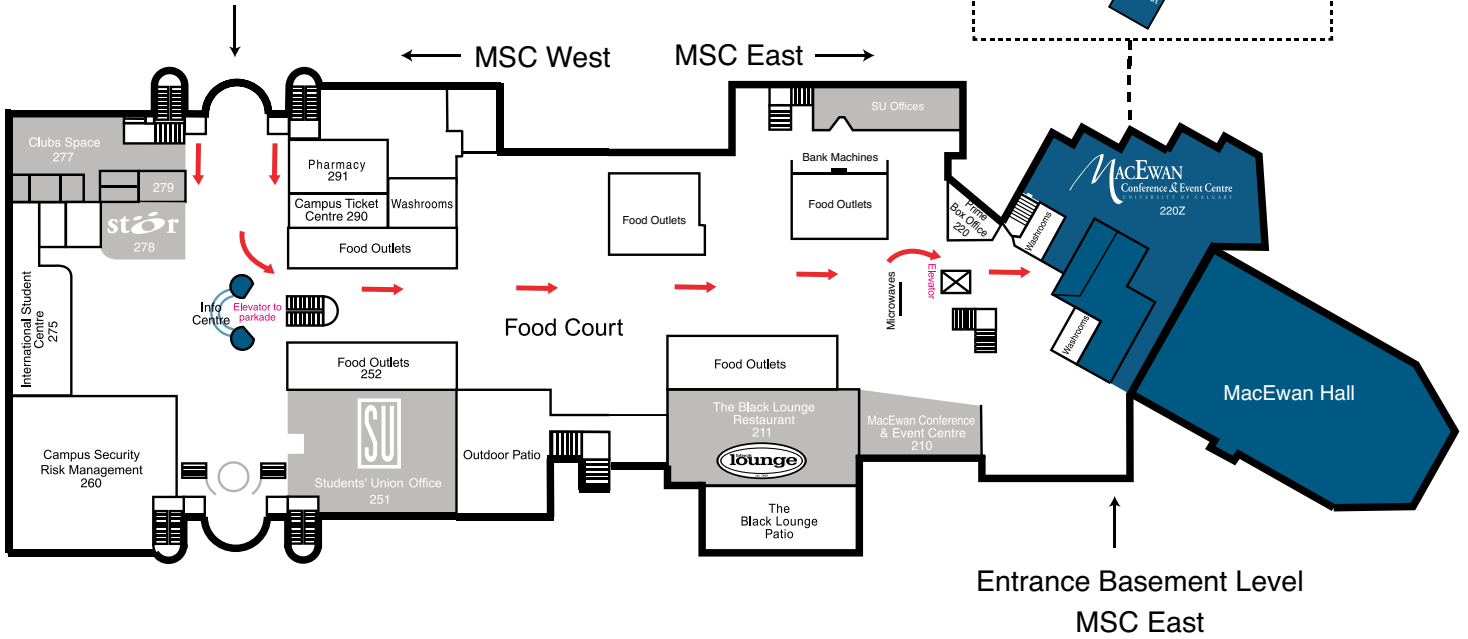 MSC West
MSC East
SU Offices
Clubs Space
277
Pharmacy
291
Bank Machines
MACEWAN
Conference & Event Centre
UNIVERSITY OF CALGARY
220Z
279
Campus Ticket
Centre 290
Washrooms
Food Outlets
Food Outlets
Prime
Box Office
220
Washrooms
stör
278
Food Outlets
International Student
Centre
275
Info
Centre
Elevator to
parkade
Microwaves
Elevator
Food Court
Washrooms
Food Outlets
252
Food Outlets
MacEwan Hall
The Black Lounge
Restaurant
211
lounge
MacEwan Conference
& Event Centre
210
SU
Students' Union Office
251
Outdoor Patio
Campus Security
Risk Management
260
The
Black Lounge
Patio
Entrance Basement Level
MSC East